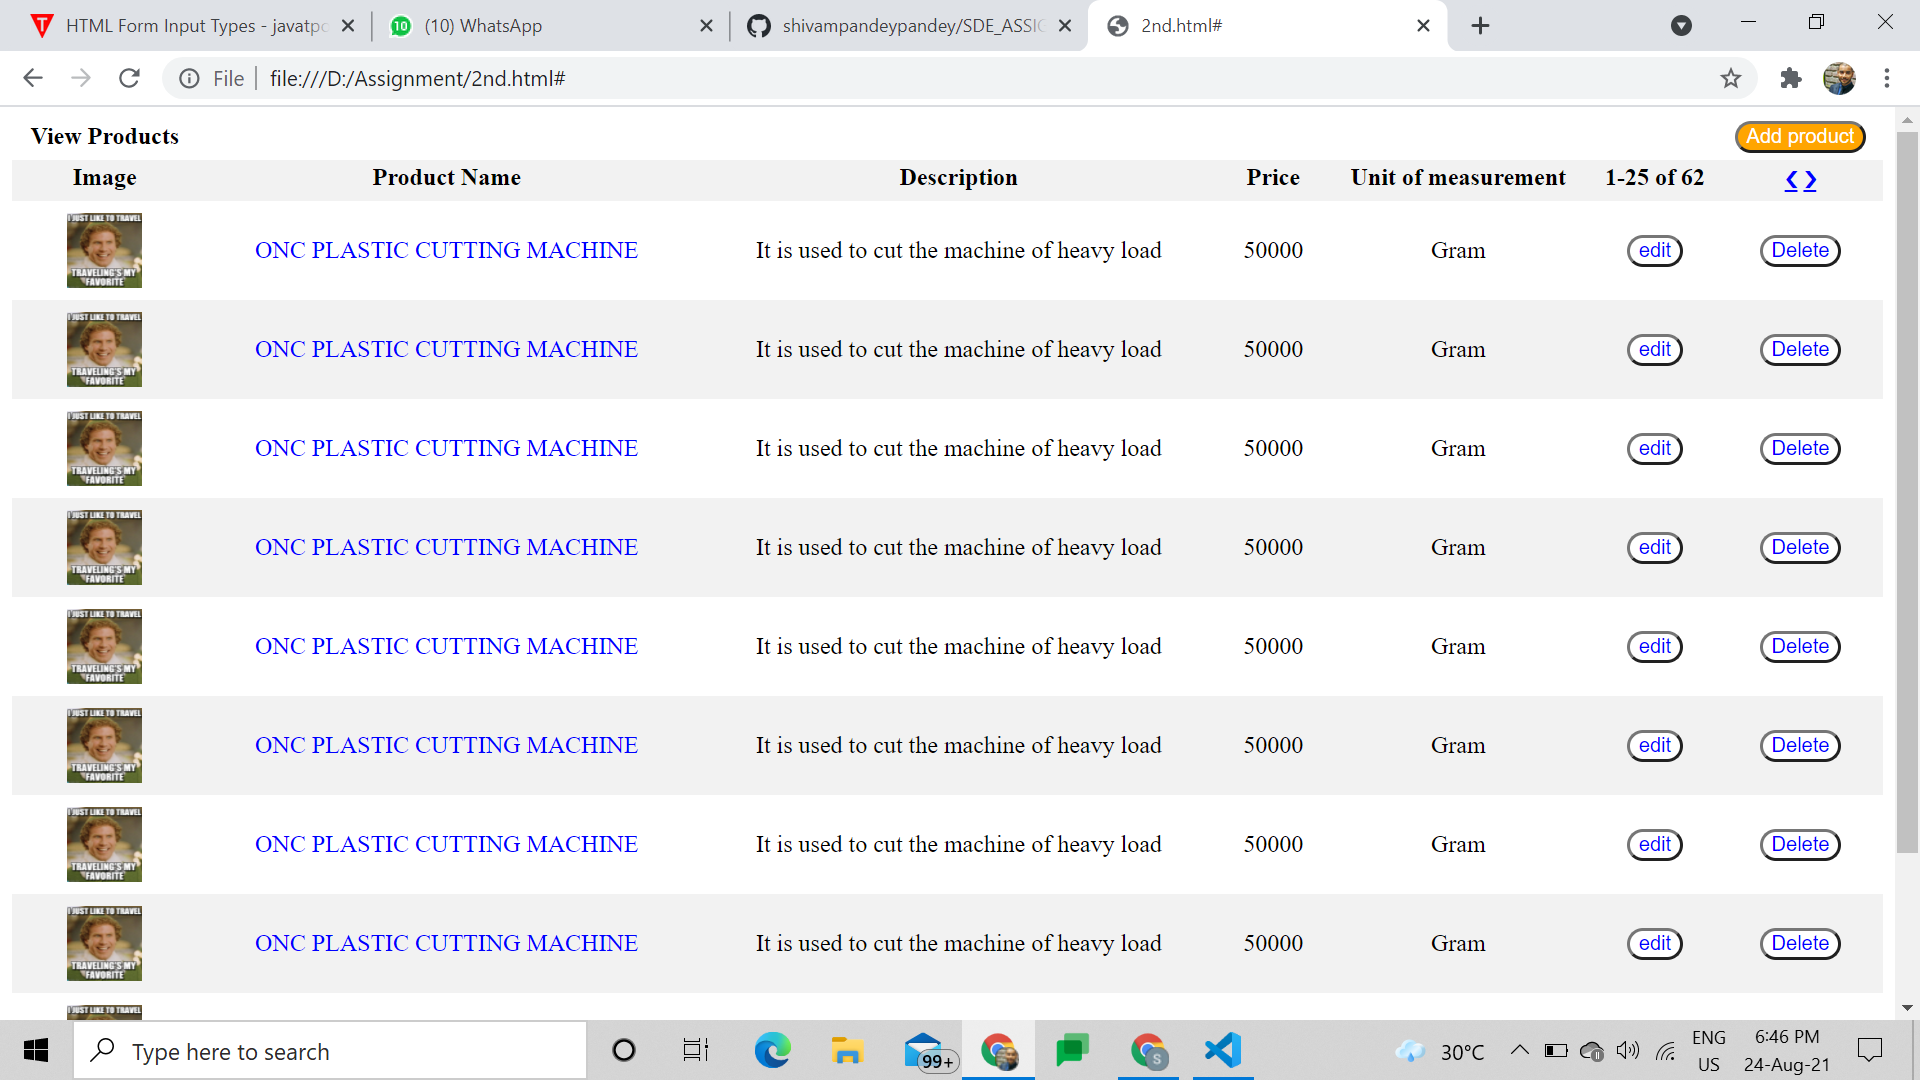 HTML Form Input Types - javatpo
(10) WhatsApp
shivampandeypandey/SDE_ASSIG
2nd.html#
File
file:///D:/Assignment/2nd.html#
View Products
Add product
Image Product Name Description Price Unit of measurement 1-25 of 62 ❮ ❯
I JUST LIKE TO TRAVEL
TRAVELING'S MY
FAVORITE
ONC PLASTIC CUTTING MACHINE It is used to cut the machine of heavy load 50000 Gram edit Delete
I JUST LIKE TO TRAVEL
TRAVELING'S MY
FAVORITE
ONC PLASTIC CUTTING MACHINE It is used to cut the machine of heavy load 50000 Gram edit Delete
I JUST LIKE TO TRAVEL
TRAVELING'S MY
FAVORITE
ONC PLASTIC CUTTING MACHINE It is used to cut the machine of heavy load 50000 Gram edit Delete
I JUST LIKE TO TRAVEL
TRAVELING'S MY
FAVORITE
ONC PLASTIC CUTTING MACHINE It is used to cut the machine of heavy load 50000 Gram edit Delete
I JUST LIKE TO TRAVEL
TRAVELING'S MY
FAVORITE
ONC PLASTIC CUTTING MACHINE It is used to cut the machine of heavy load 50000 Gram edit Delete
I JUST LIKE TO TRAVEL
TRAVELING'S MY
FAVORITE
ONC PLASTIC CUTTING MACHINE It is used to cut the machine of heavy load 50000 Gram edit Delete
I JUST LIKE TO TRAVEL
TRAVELING'S MY
FAVORITE
ONC PLASTIC CUTTING MACHINE It is used to cut the machine of heavy load 50000 Gram edit Delete
I JUST LIKE TO TRAVEL
TRAVELING'S MY
FAVORITE
ONC PLASTIC CUTTING MACHINE It is used to cut the machine of heavy load 50000 Gram edit Delete
I JUST LIKE TO TRAVEL
Type here to search
99+
S
30°C
ENG
US
6:46 PM
24-Aug-21